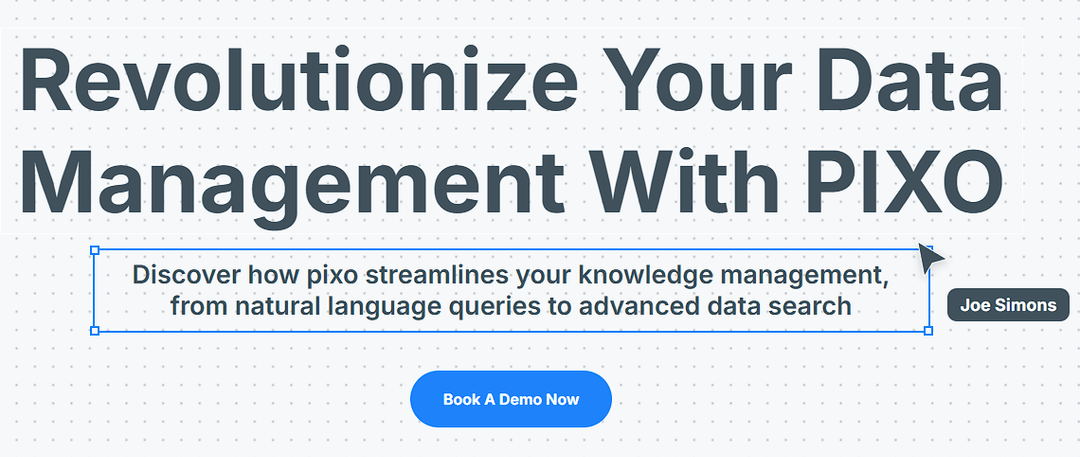 Revolutionize Your Data
Management With PIXO
Discover how pixo streamlines your knowledge management,
from natural language queries to advanced data search
Joe Simons
Book A Demo Now